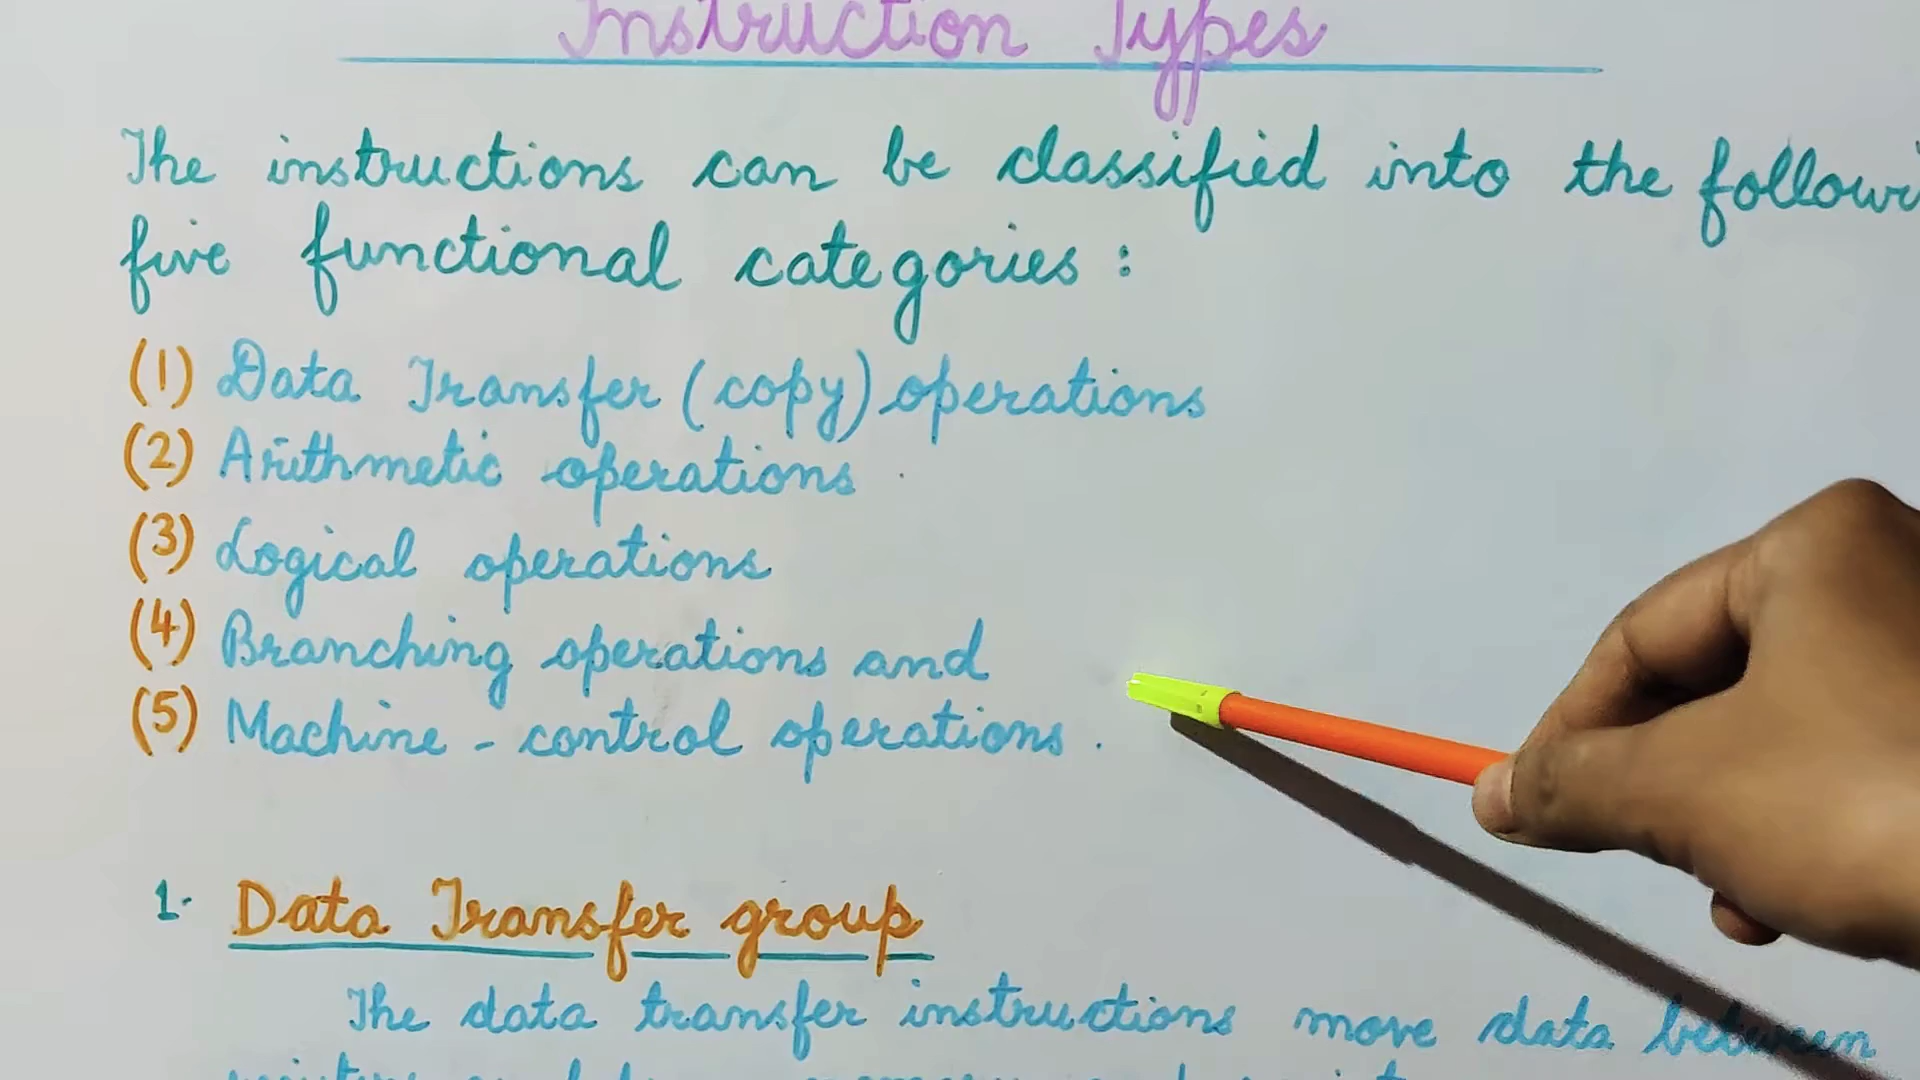 Instruction Types
The instructions can be classified into the
five functional categories :
(1) Data Transfer (copy) operations
(2) Arithmetic operations
(3) Logical operations
(4) Branching operations and
(5) Machine - control operations.
1. Data Transfer group
The data transfer instructions move data between